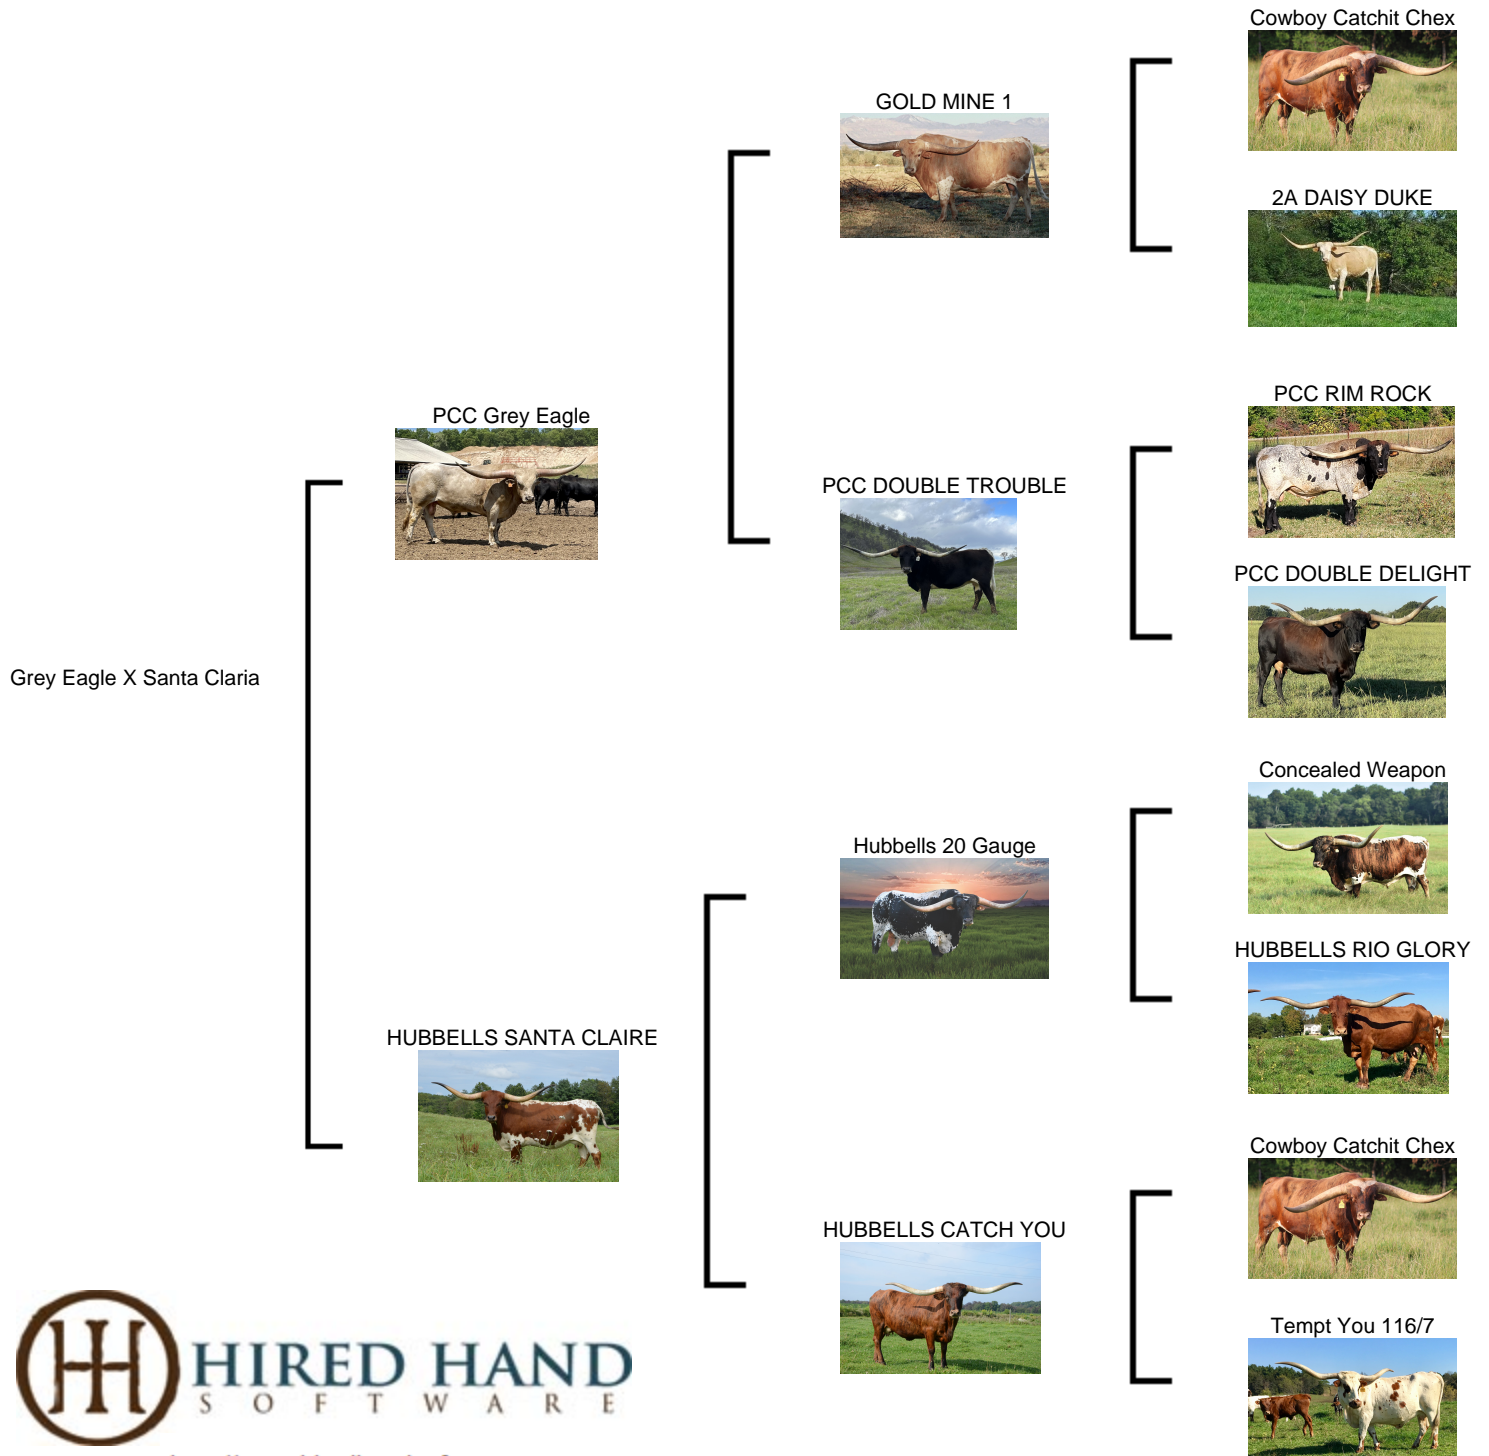 Cowboy Catchit Chex
GOLD MINE 1
2A DAISY DUKE
PCC RIM ROCK
PCC Grey Eagle
PCC DOUBLE TROUBLE
PCC DOUBLE DELIGHT
Grey Eagle X Santa Claria
Concealed Weapon
Hubbells 20 Gauge
HUBBELLS RIO GLORY
HUBBELLS SANTA CLAIRE
Cowboy Catchit Chex
HUBBELLS CATCH YOU
Tempt You 116/7
HIRED HAND
SOFTWARE